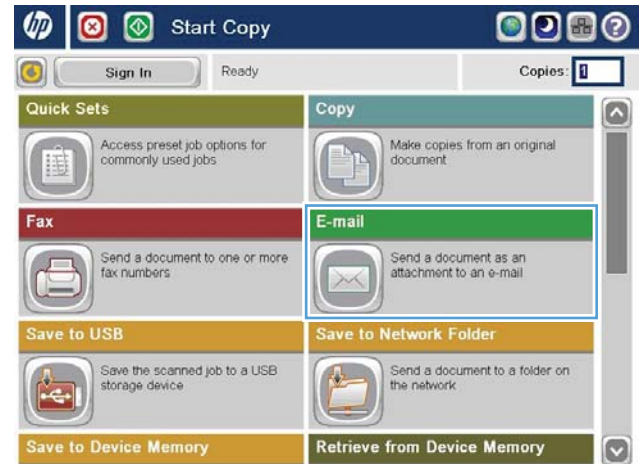 hp Start Copy
Sign In Ready Copies: 1
Quick Sets
Access preset job options for
commonly used jobs
Copy
Make copies from an original
document
Fax
Send a document to one or more
fax numbers
E-mail
Send a document as an
attachment to an e-mail
Save to USB
Save the scanned job to a USB
storage device
Save to Network Folder
Send a document to a folder on
the network
Save to Device Memory
Retrieve from Device Memory